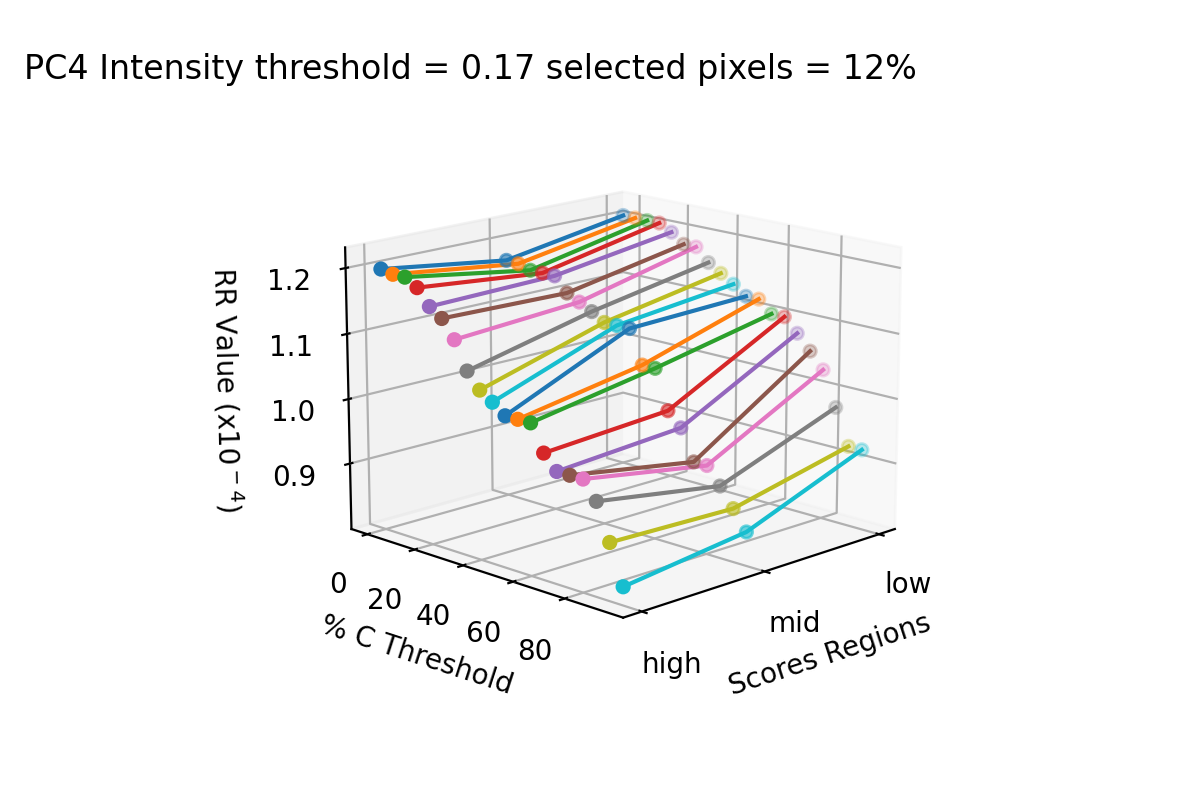 PC4 Intensity threshold = 0.17 selected pixels = 12%
RR Value (x10⁻⁴)
1.2
1.1
1.0
0.9
0
20
40
60
80
% C Threshold
high
mid
low
Scores Regions